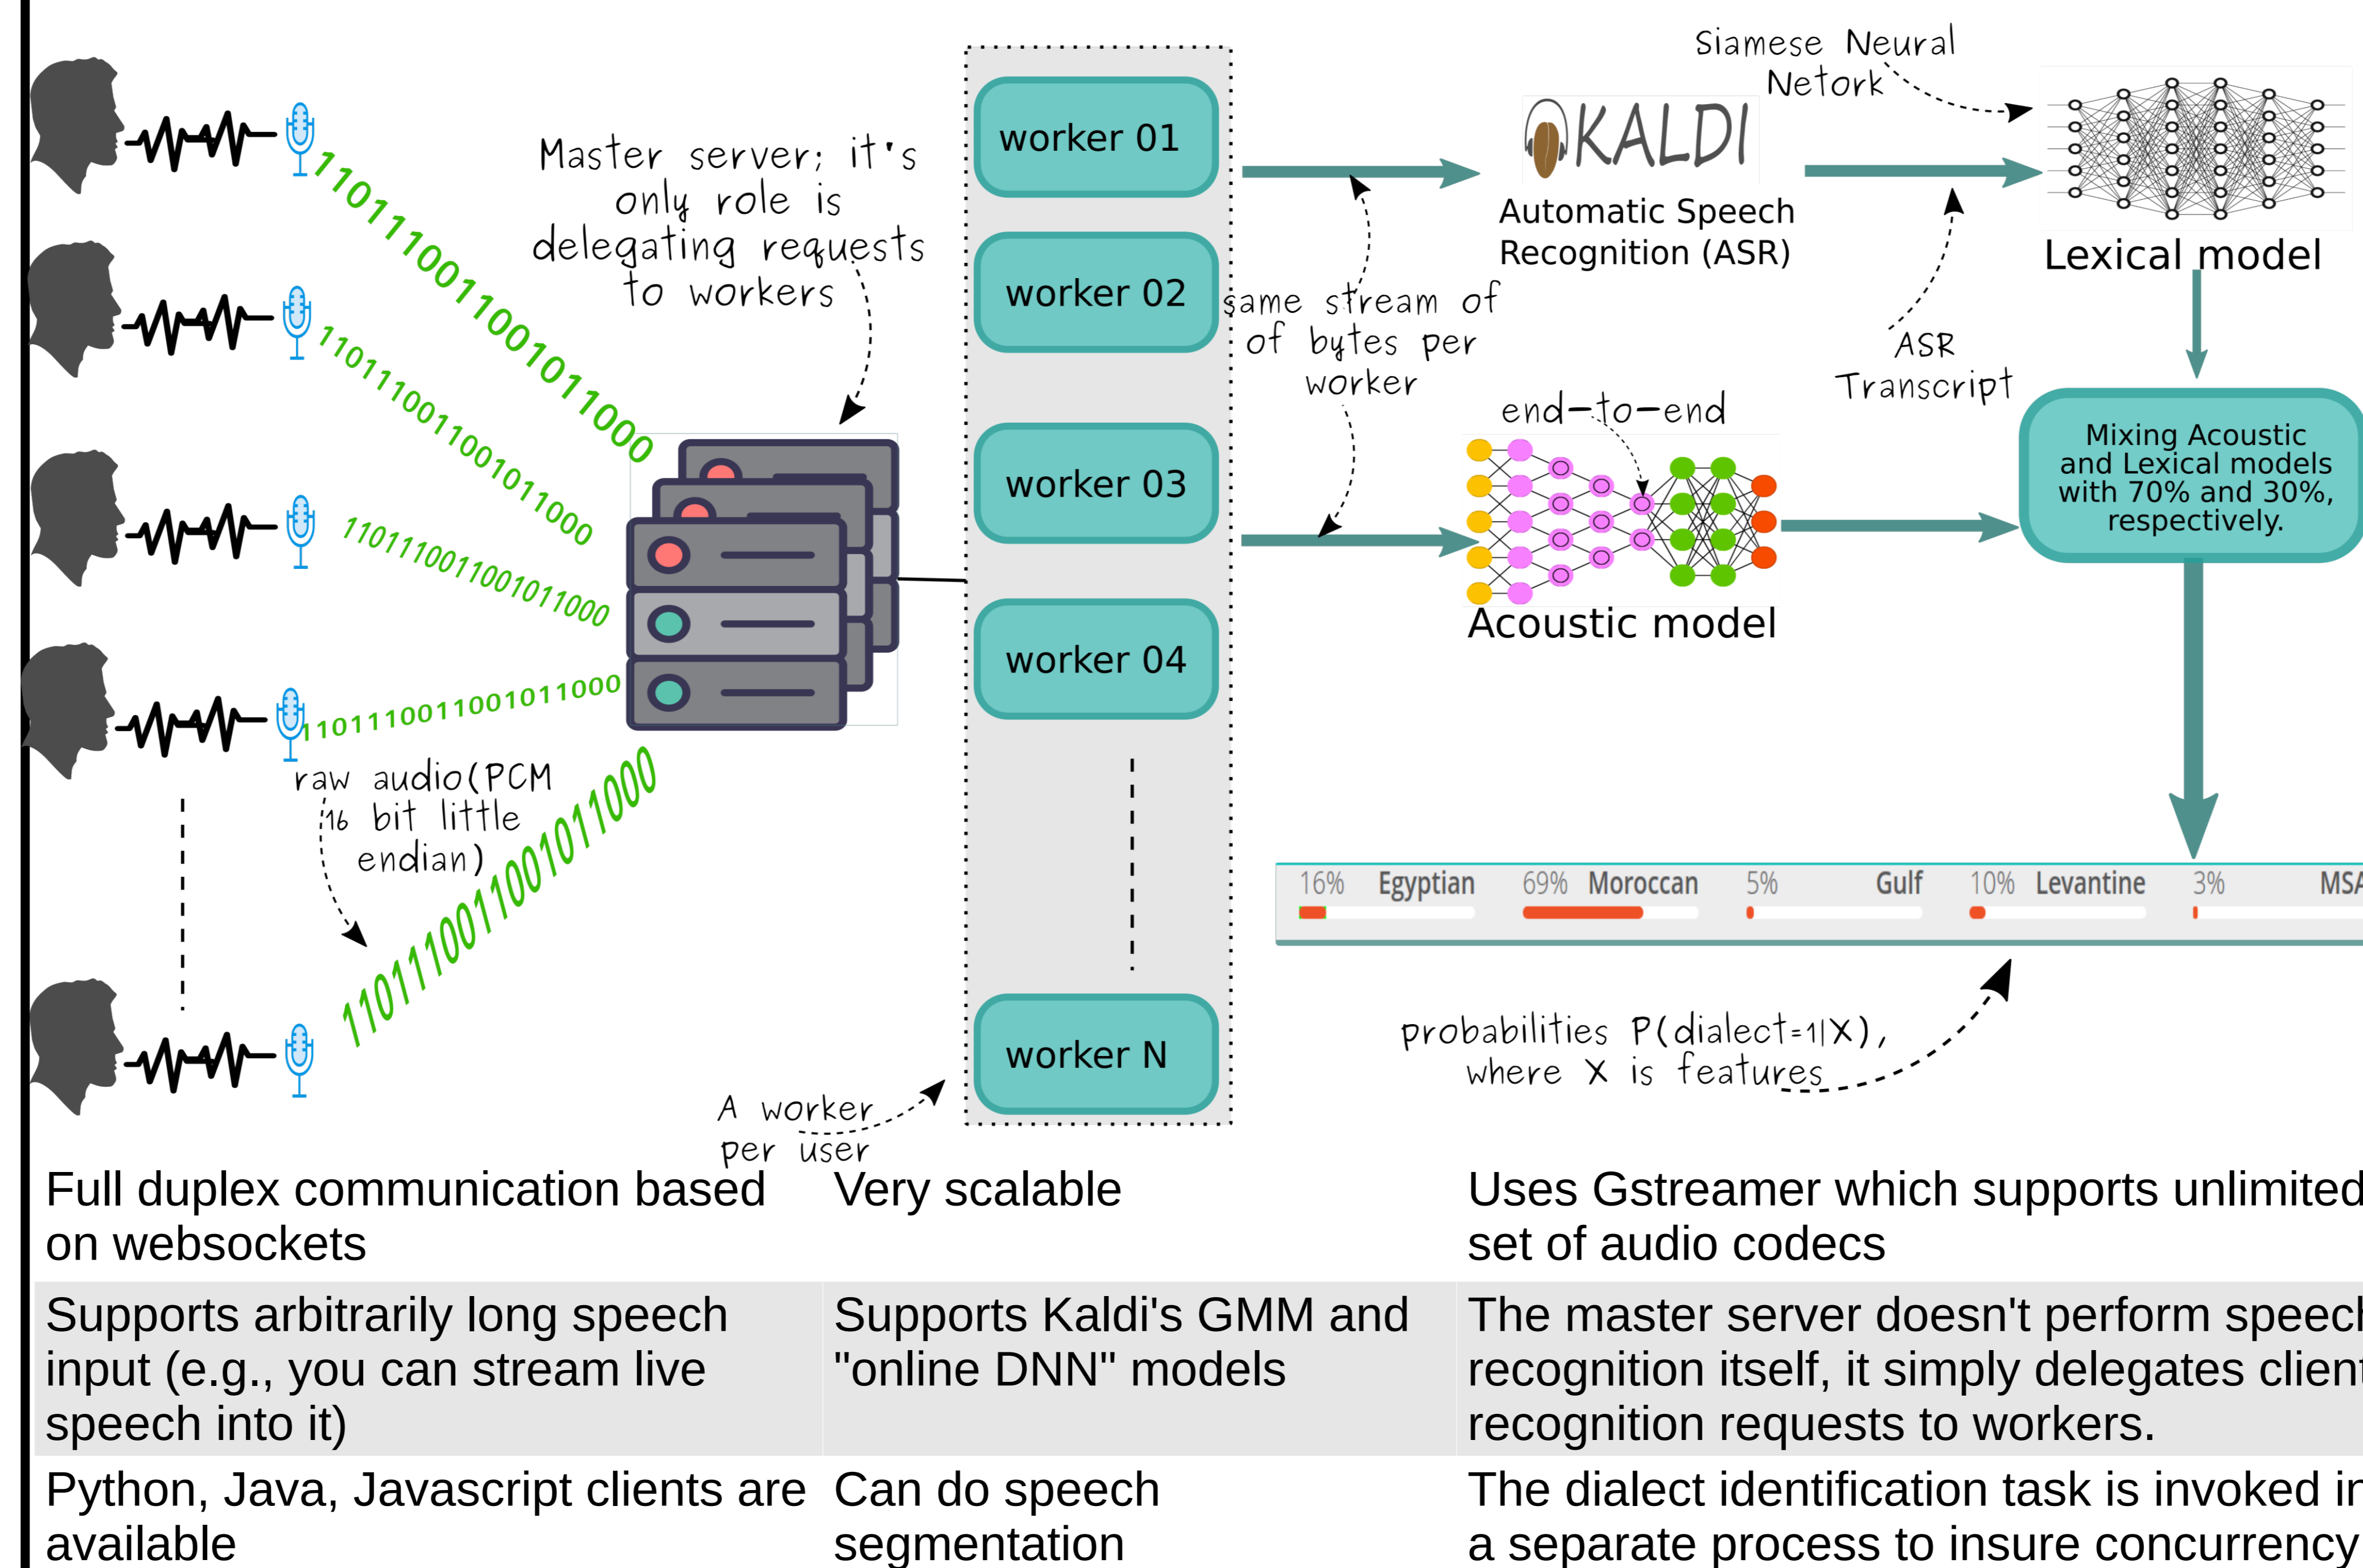 Siamese Neural
Netork
Master server; it's
only role is
delegating requests
to workers
worker 01
worker 02
worker 03
worker 04
worker N
KALDI
Automatic Speech
Recognition (ASR)
Lexical model
same stream of
of bytes per
worker
ASR
Transcript
end-to-end
Acoustic model
Mixing Acoustic
and Lexical models
with 70% and 30%,
respectively.
110111001100110010110000
11011100110010110000
1101110011001011000
1101110011001011000
1101110011001011000
raw audio(PCM
16 bit little
endian)
16% Egyptian 69% Moroccan 5% Gulf 10% Levantine 3% MSA
probabilities P(dialect=1|X),
where X is features
A worker
per user
Full duplex communication based
on websockets
Very scalable
Uses Gstreamer which supports unlimited
set of audio codecs
Supports arbitrarily long speech
input (e.g., you can stream live
speech into it)
Supports Kaldi's GMM and
"online DNN" models
The master server doesn't perform speech
recognition itself, it simply delegates client
recognition requests to workers.
Python, Java, Javascript clients are
available
Can do speech
segmentation
The dialect identification task is invoked in
a separate process to insure concurrency